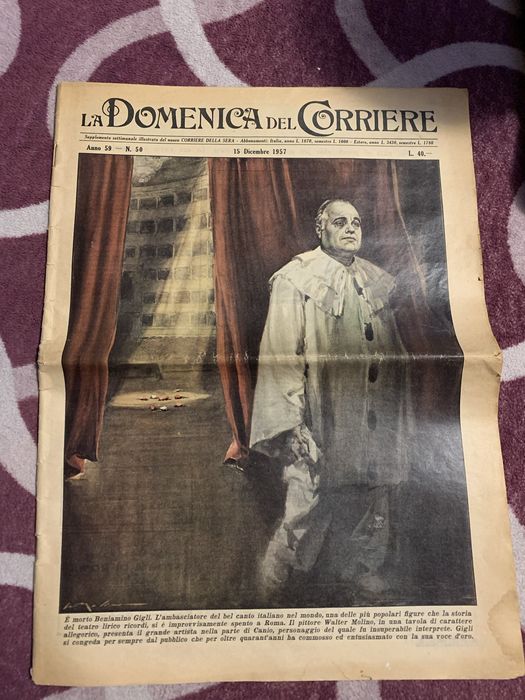 LA DOMENICA DEL CORRIERE
Supplemento settimanale illustrato del nuovo CORRIERE DELLA SERA - Abbonamenti: Italia, anno L. 1870, semestre L. 1000 - Estero, anno L. 3430, semestre L. 1780
Anno 59 — N. 50 15 Dicembre 1957 L. 40.—
È morto Beniamino Gigli. L'ambasciatore del bel canto italiano nel mondo, una delle più popolari figure che la storia
del teatro lirico ricordi, si è improvvisamente spento a Roma. Il pittore Walter Molino, in una tavola di carattere
allegorico, presenta il grande artista nella parte di Canio, personaggio del quale fu insuperabile interprete. Gigli
si congeda per sempre dal pubblico che per oltre quarant'anni ha commosso ed entusiasmato con la sua voce d'oro.